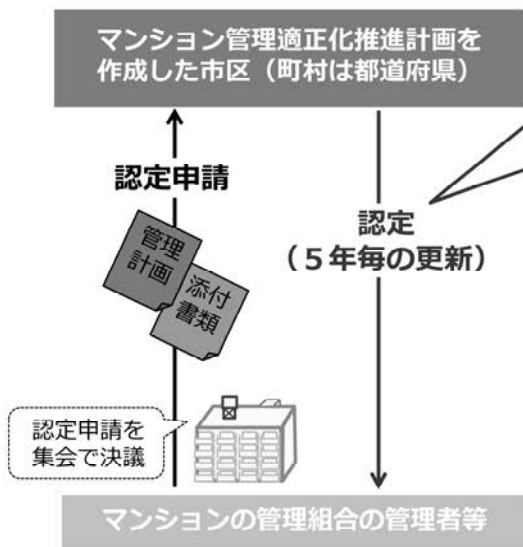 マンション管理適正化推進計画を
作成した市区（町村は都道府県）
認定申請
管理
計画
添付
書類
認定
（５年毎の更新）
認定申請を
集会で決議
マンションの管理組合の管理者等